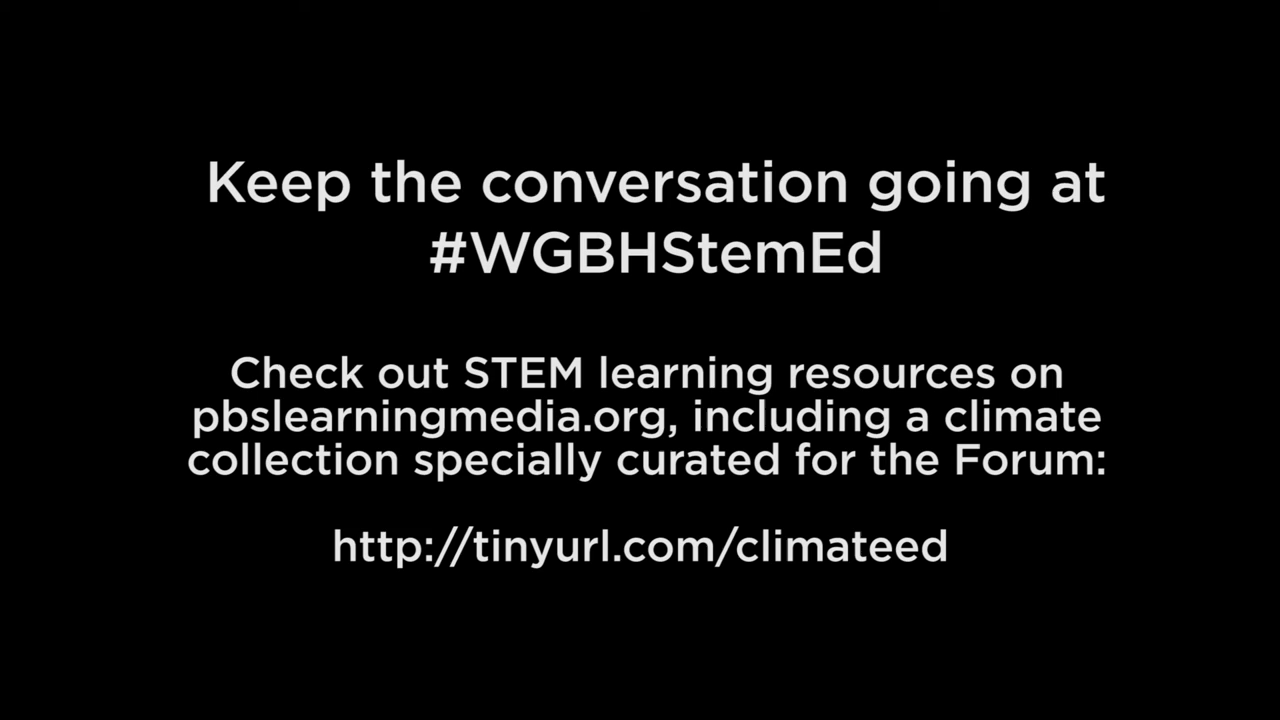 Keep the conversation going at
#WGBHStemEd
Check out STEM learning resources on
pbslearningmedia.org, including a climate
collection specially curated for the Forum:
http://tinyurl.com/climateed